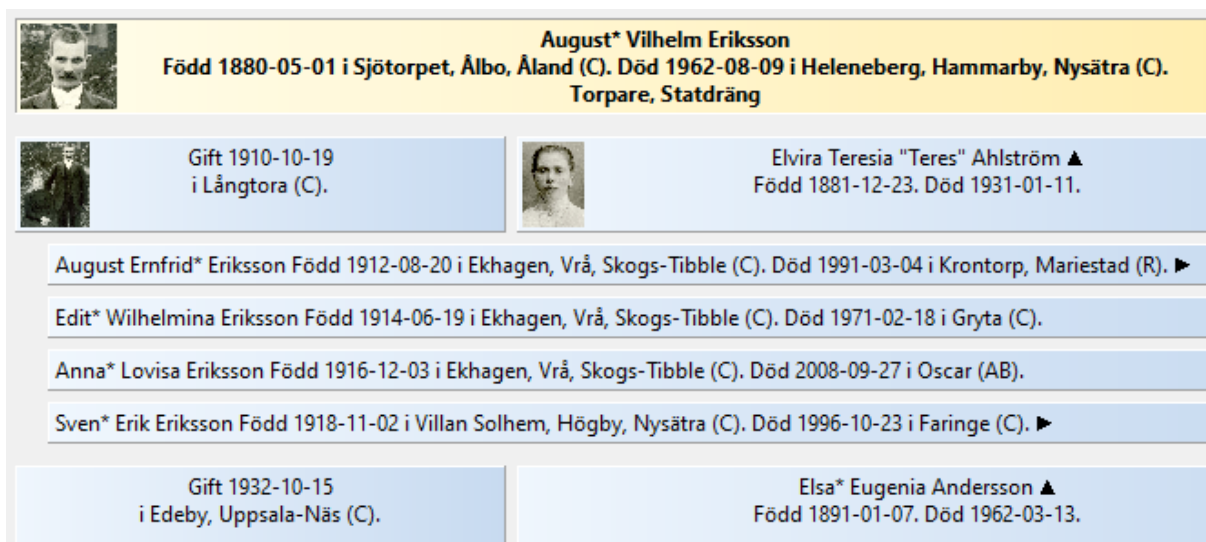 August* Vilhelm Eriksson
Född 1880-05-01 i Sjötorpet, Ålbo, Åland (C). Död 1962-08-09 i Heleneberg, Hammarby, Nysätra (C).
Torpare, Statdräng
Gift 1910-10-19
i Långtora (C).
Elvira Teresia "Teres" Ahlström ▲
Född 1881-12-23. Död 1931-01-11.
August Ernfrid* Eriksson Född 1912-08-20 i Ekhagen, Vrå, Skogs-Tibble (C). Död 1991-03-04 i Krontorp, Mariestad (R). ►
Edit* Wilhelmina Eriksson Född 1914-06-19 i Ekhagen, Vrå, Skogs-Tibble (C). Död 1971-02-18 i Gryta (C).
Anna* Lovisa Eriksson Född 1916-12-03 i Ekhagen, Vrå, Skogs-Tibble (C). Död 2008-09-27 i Oscar (AB).
Sven* Erik Eriksson Född 1918-11-02 i Villan Solhem, Högby, Nysätra (C). Död 1996-10-23 i Faringe (C). ►
Gift 1932-10-15
i Edeby, Uppsala-Näs (C).
Elsa* Eugenia Andersson ▲
Född 1891-01-07. Död 1962-03-13.